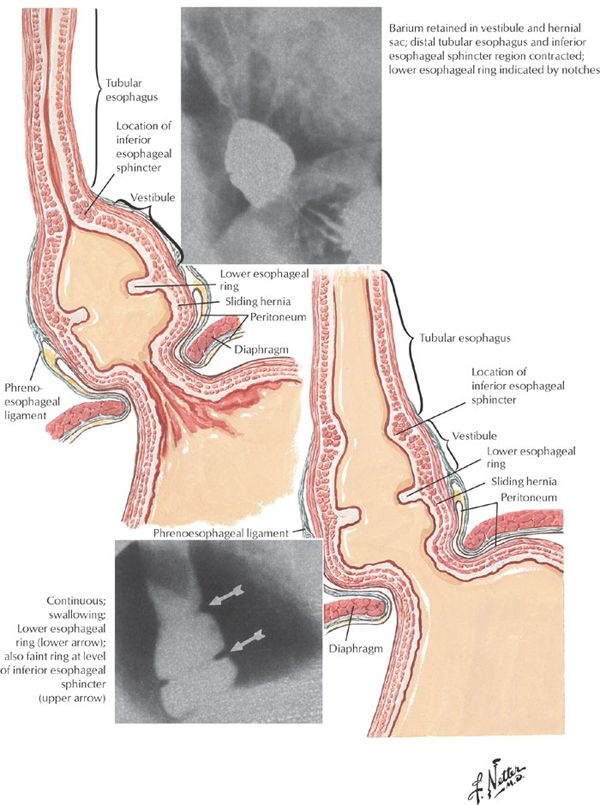 Barium retained in vestibule and hernial
sac; distal tubular esophagus and inferior
esophageal sphincter region contracted;
lower esophageal ring indicated by notches
Tubular
esophagus
Location of
inferior
esophageal
sphincter
Vestibule
Lower esophageal
ring
Sliding hernia
Peritoneum
Diaphragm
Phreno-
esophageal
ligament
Tubular esophagus
Location of
inferior esophageal
sphincter
Vestibule
Lower esophageal
ring
Sliding hernia
Peritoneum
Phrenoesophageal ligament
Diaphragm
Continuous;
swallowing;
Lower esophageal
ring (lower arrow);
also faint ring at level
of inferior esophageal
sphincter
(upper arrow)
F. Netter
M.D.